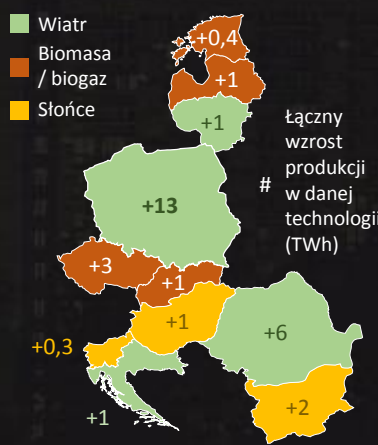 Wiatr
Biomasa
/ biogaz
Słońce
+0,4
+1
+1
Łączny
wzrost
produkcji
# w danej
technologii
(TWh)
+13
+3
+1
+1
+0,3
+6
+1
+2